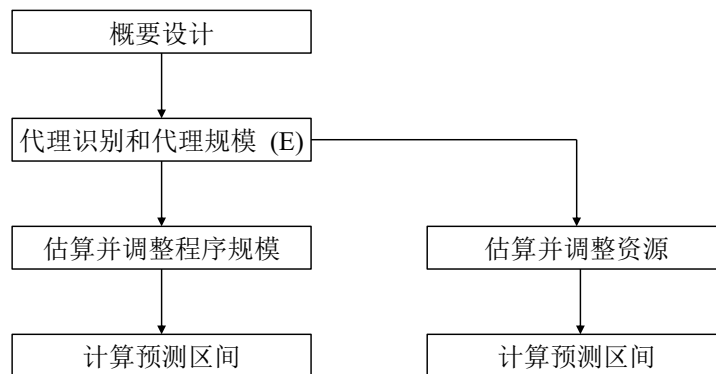 概要设计
代理识别和代理规模 (E)
估算并调整程序规模
估算并调整资源
计算预测区间
计算预测区间